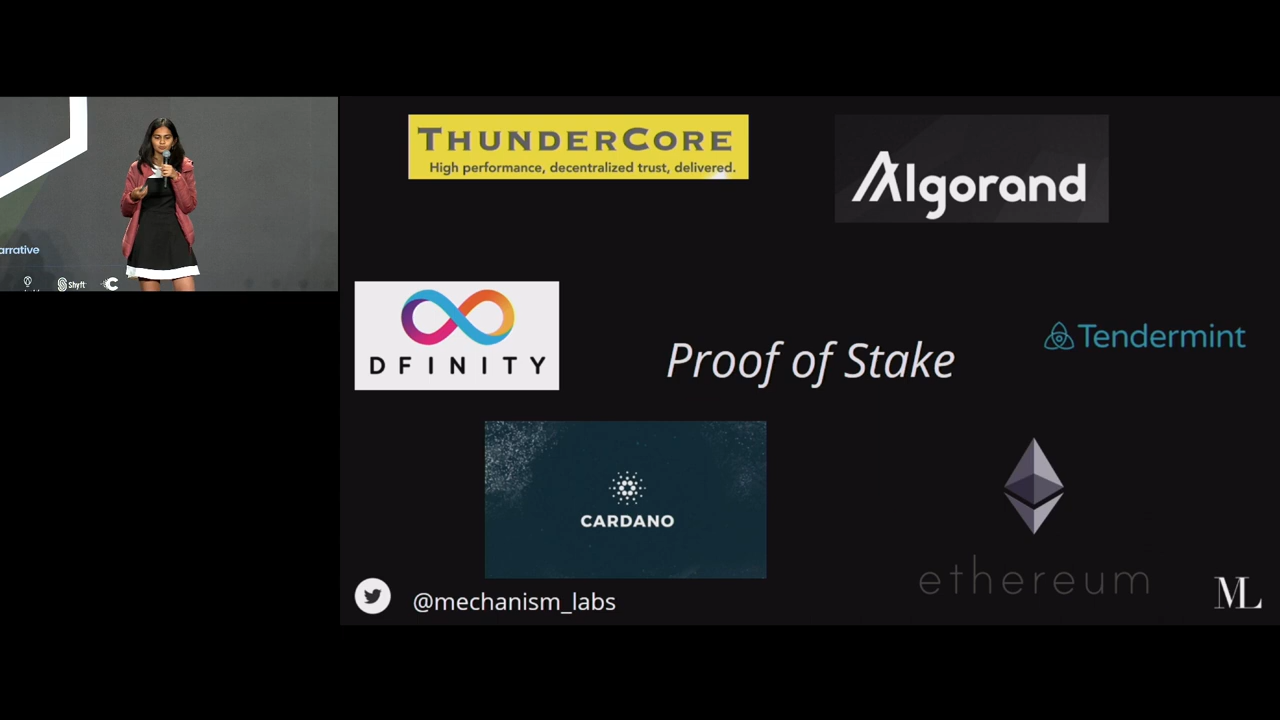 THUNDERCORE
High performance, decentralized trust, delivered.
Algorand
DFINITY
Proof of Stake
Tendermint
CARDANO
ethereum
@mechanism_labs
ML
arrative
Shyft